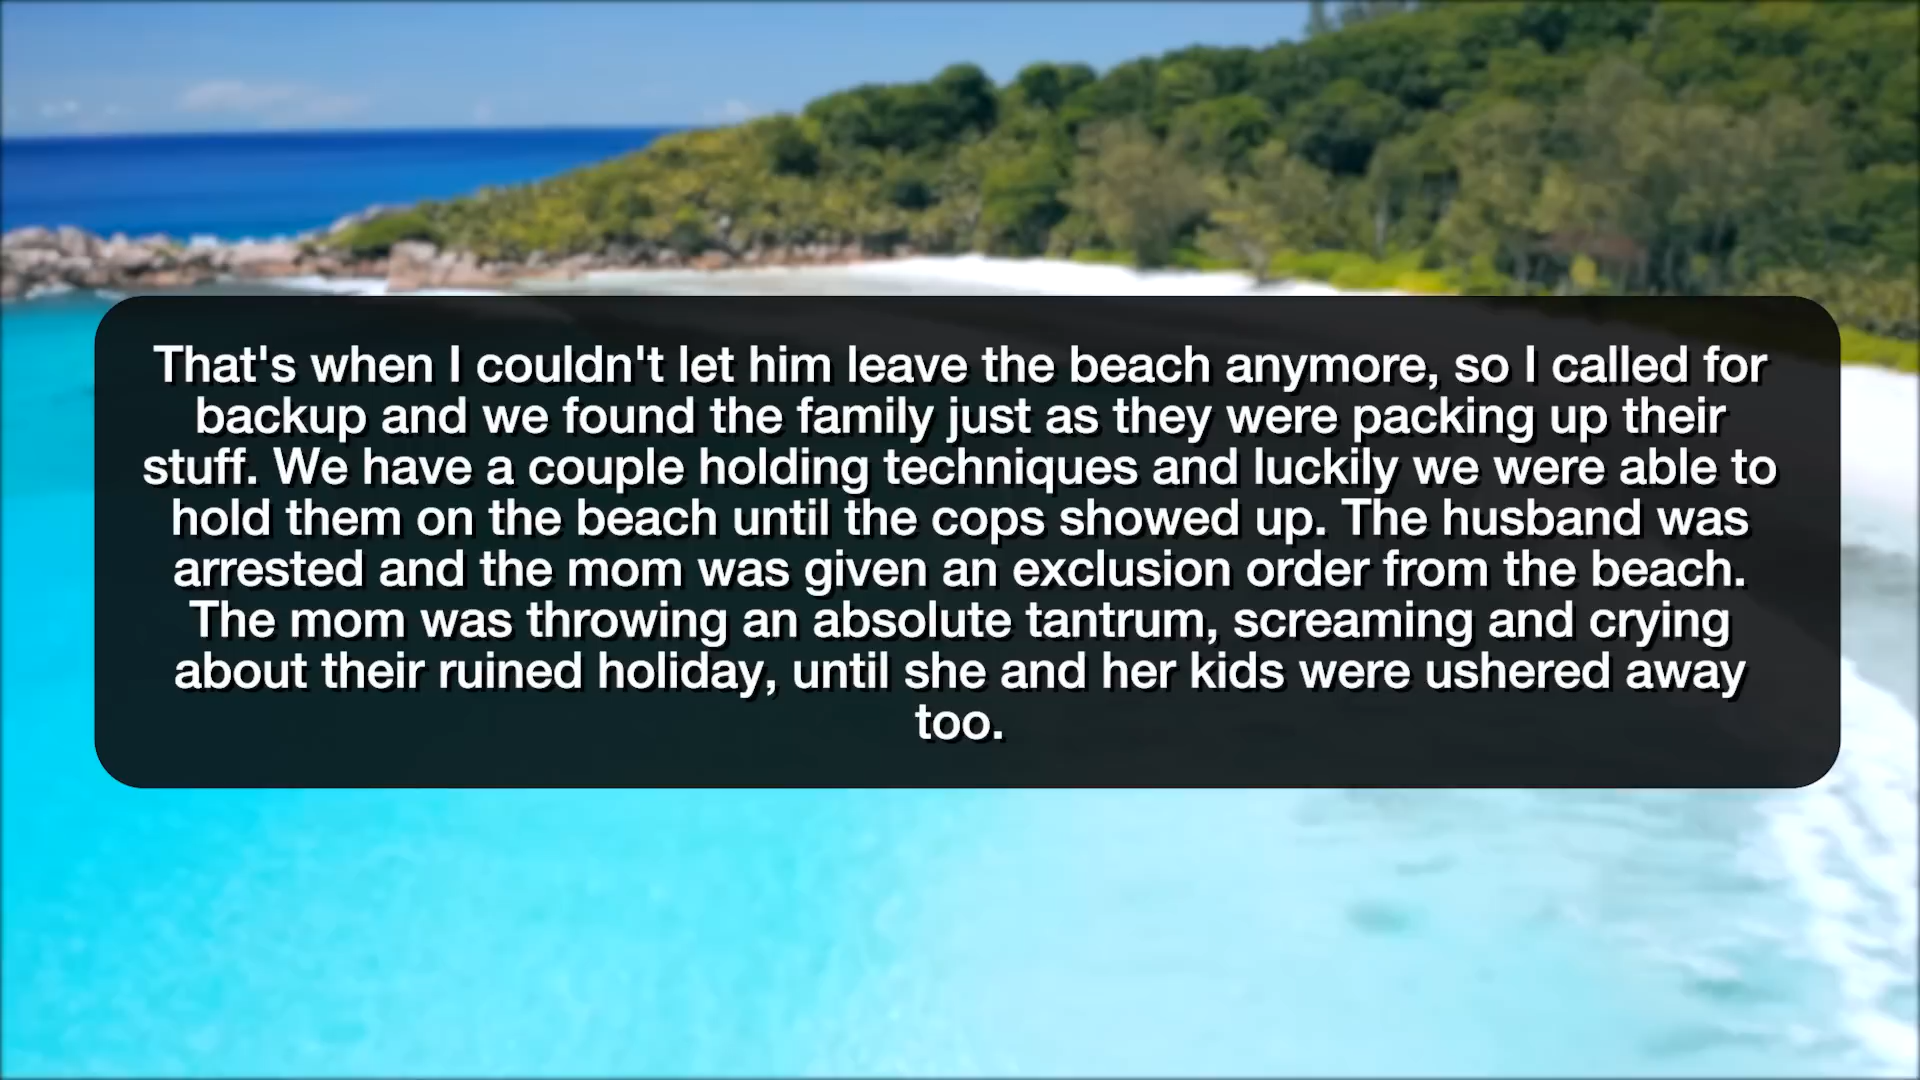 That's when I couldn't let him leave the beach anymore, so I called for
backup and we found the family just as they were packing up their
stuff. We have a couple holding techniques and luckily we were able to
hold them on the beach until the cops showed up. The husband was
arrested and the mom was given an exclusion order from the beach.
The mom was throwing an absolute tantrum, screaming and crying
about their ruined holiday, until she and her kids were ushered away
too.